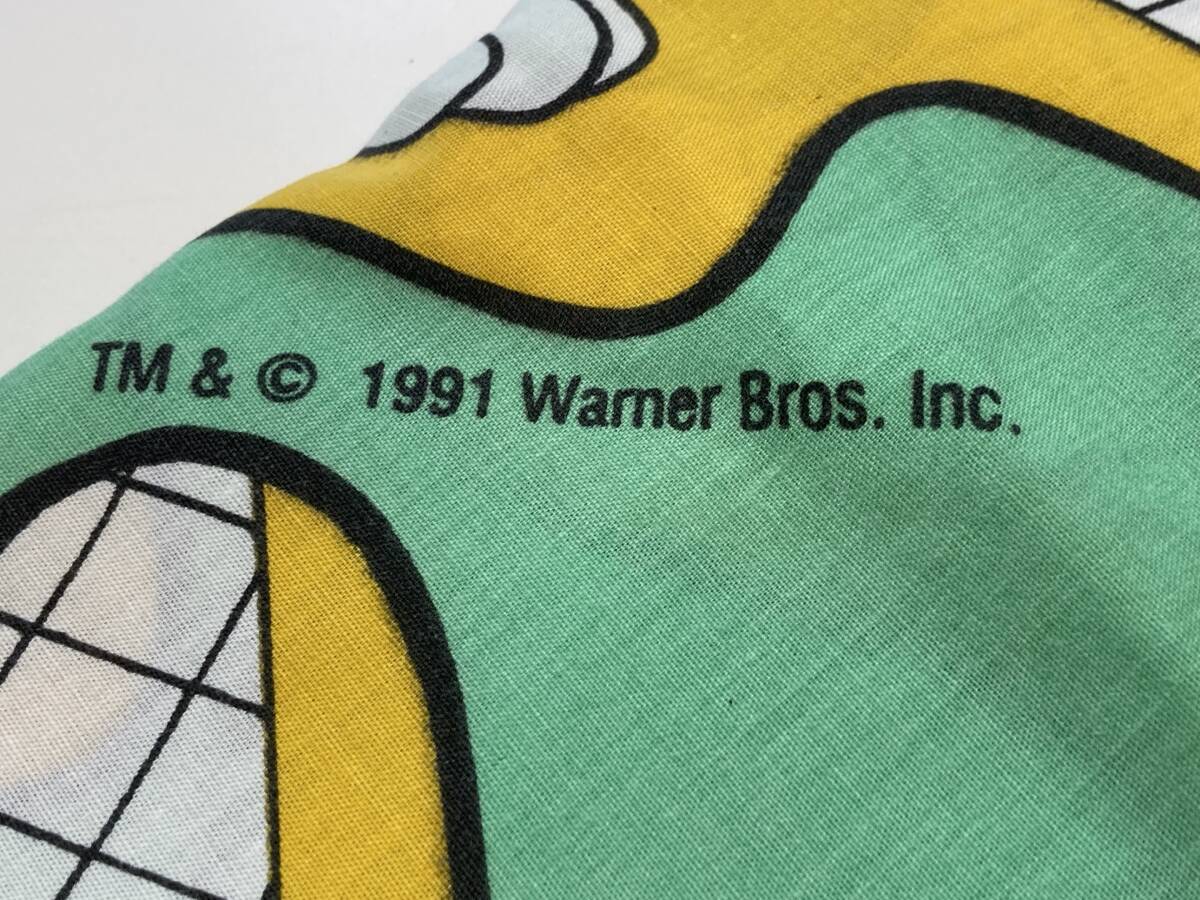 TM & © 1991 Warner Bros. Inc.